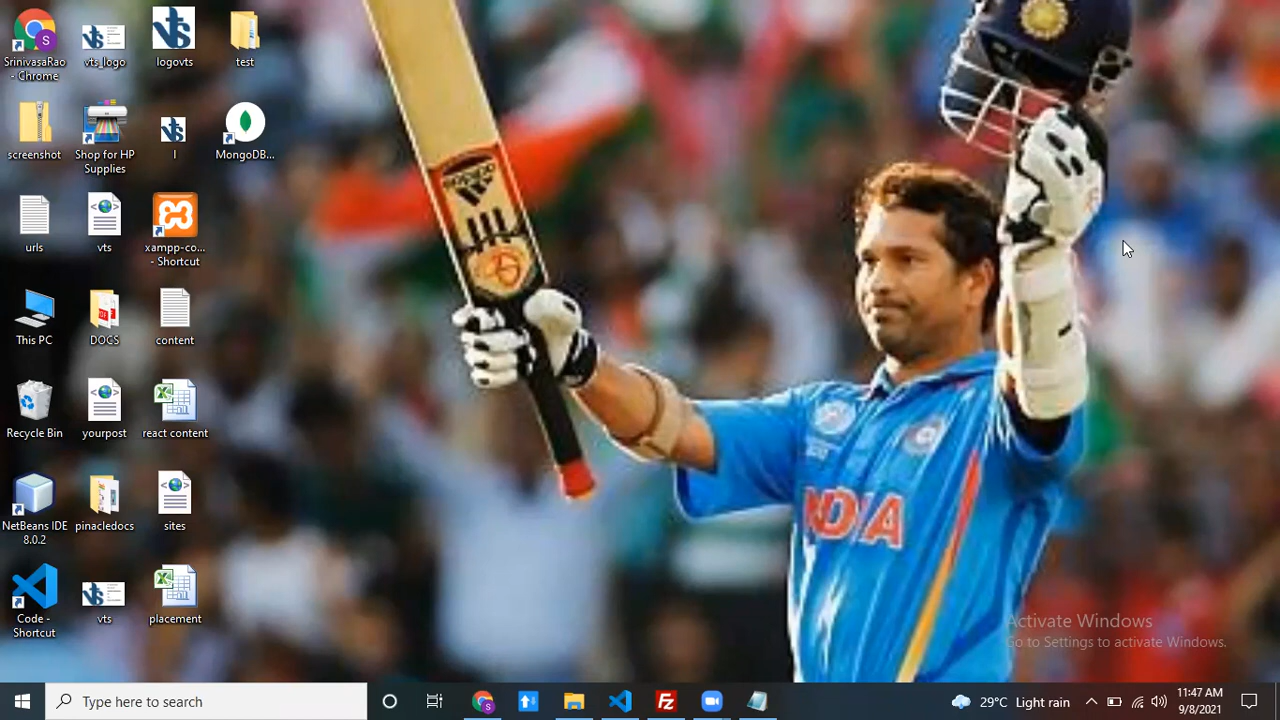 SrinivasaRao
- Chrome
vts_logo
logovts
test
screenshot
Shop for HP
Supplies
l
MongoDB...
urls
vts
xampp-co...
- Shortcut
This PC
DOCS
content
Recycle Bin
yourpost
react content
NetBeans IDE
8.0.2
pinacledocs
sites
Code -
Shortcut
vts
placement
adidas
INDIA
Activate Windows
Go to Settings to activate Windows.
Type here to search
29°C Light rain
11:47 AM
9/8/2021